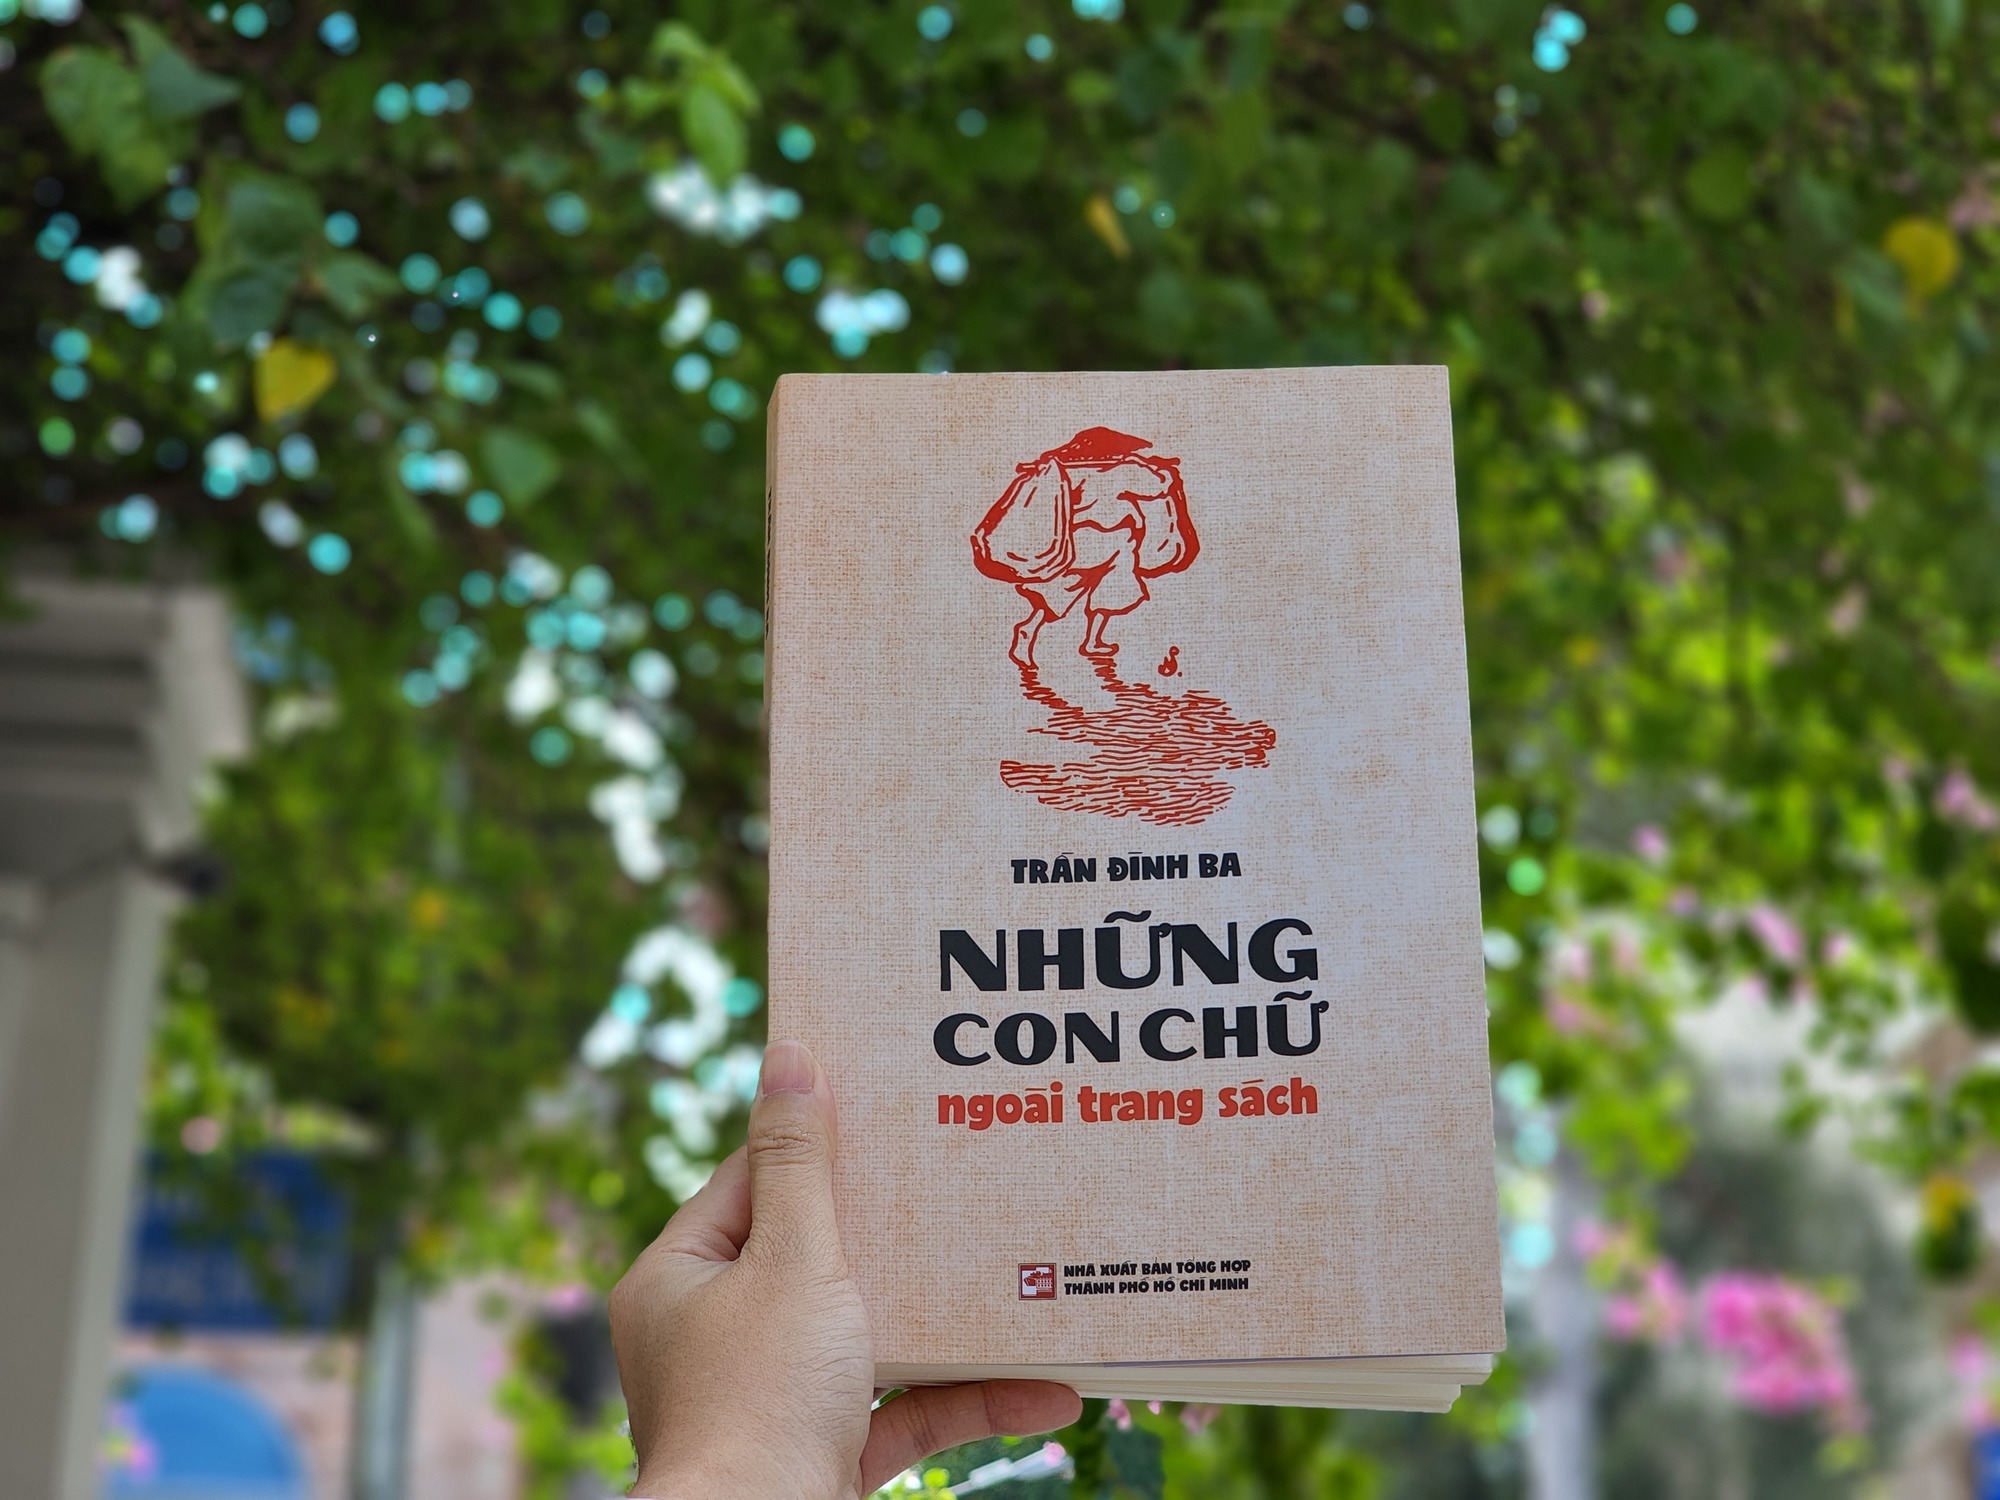 TRẦN ĐÌNH BA
NHỮNG
CON CHỮ
ngoài trang sách
NHÀ XUẤT BẢN TỔNG HỢP
THÀNH PHỐ HỒ CHÍ MINH